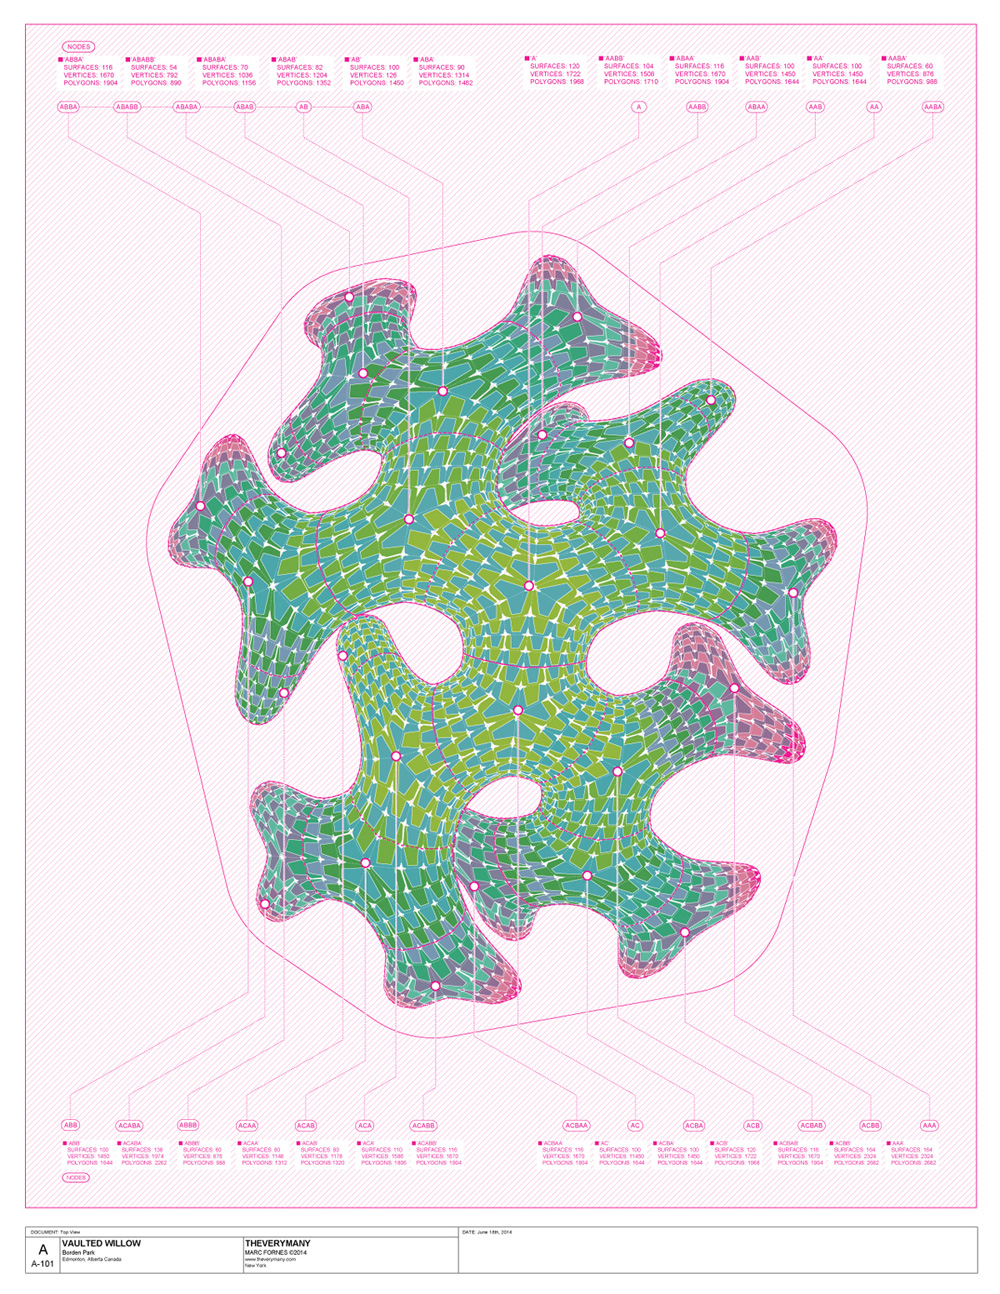 NODES
'ABBA' 'ABABB' 'ABABA' 'ABAB' 'AB' 'ABA' 'A' 'AABB' 'ABAA' 'AAB' 'AA' 'AABA'
SURFACES: 116 SURFACES: 54 SURFACES: 70 SURFACES: 82 SURFACES: 100 SURFACES: 90 SURFACES: 120 SURFACES: 104 SURFACES: 116 SURFACES: 100 SURFACES: 100 SURFACES: 60
VERTICES: 1670 VERTICES: 792 VERTICES: 1036 VERTICES: 1204 VERTICES: 126 VERTICES: 1314 VERTICES: 1722 VERTICES: 1506 VERTICES: 1670 VERTICES: 1450 VERTICES: 1450 VERTICES: 876
POLYGONS: 1904 POLYGONS: 890 POLYGONS: 1156 POLYGONS: 1352 POLYGONS: 1450 POLYGONS: 1482 POLYGONS: 1968 POLYGONS: 1710 POLYGONS: 1904 POLYGONS: 1644 POLYGONS: 1644 POLYGONS: 988
ABBA ABABB ABABA ABAB AB ABA A AABB ABAA AAB AA AABA
ABB ACABA ABBB ACAA ACAB ACA ACABB ACBAA AC ACBA ACB ACBAB ACBB AAA
'ABB' 'ACABA' 'ABBB' 'ACAA' 'ACAB' 'ACA' 'ACABB' 'ACBAA' 'AC' 'ACBA' 'ACB' 'ACBAB' 'ACBB' 'AAA'
SURFACES: 100 SURFACES: 136 SURFACES: 60 SURFACES: 80 SURFACES: 80 SURFACES: 110 SURFACES: 116 SURFACES: 116 SURFACES: 100 SURFACES: 100 SURFACES: 120 SURFACES: 116 SURFACES: 164 SURFACES: 164
VERTICES: 1450 VERTICES: 1974 VERTICES: 876 VERTICES: 1148 VERTICES: 1178 VERTICES: 1586 VERTICES: 1670 VERTICES: 1670 VERTICES: 11450 VERTICES: 1450 VERTICES: 1722 VERTICES: 1670 VERTICES: 2324 VERTICES: 2324
POLYGONS: 1644 POLYGONS: 2262 POLYGONS: 988 POLYGONS: 1312 POLYGONS: 1320 POLYGONS: 1806 POLYGONS: 1904 POLYGONS: 1904 POLYGONS: 1644 POLYGONS: 1644 POLYGONS: 1968 POLYGONS: 1904 POLYGONS: 2682 POLYGONS: 2682
NODES
DOCUMENT: Top View DATE: June 18th, 2014
A VAULTED WILLOW THEVERYMANY
Borden Park MARC FORNES ©2014
A-101 Edmonton, Alberta Canada www.theverymany.com
New York